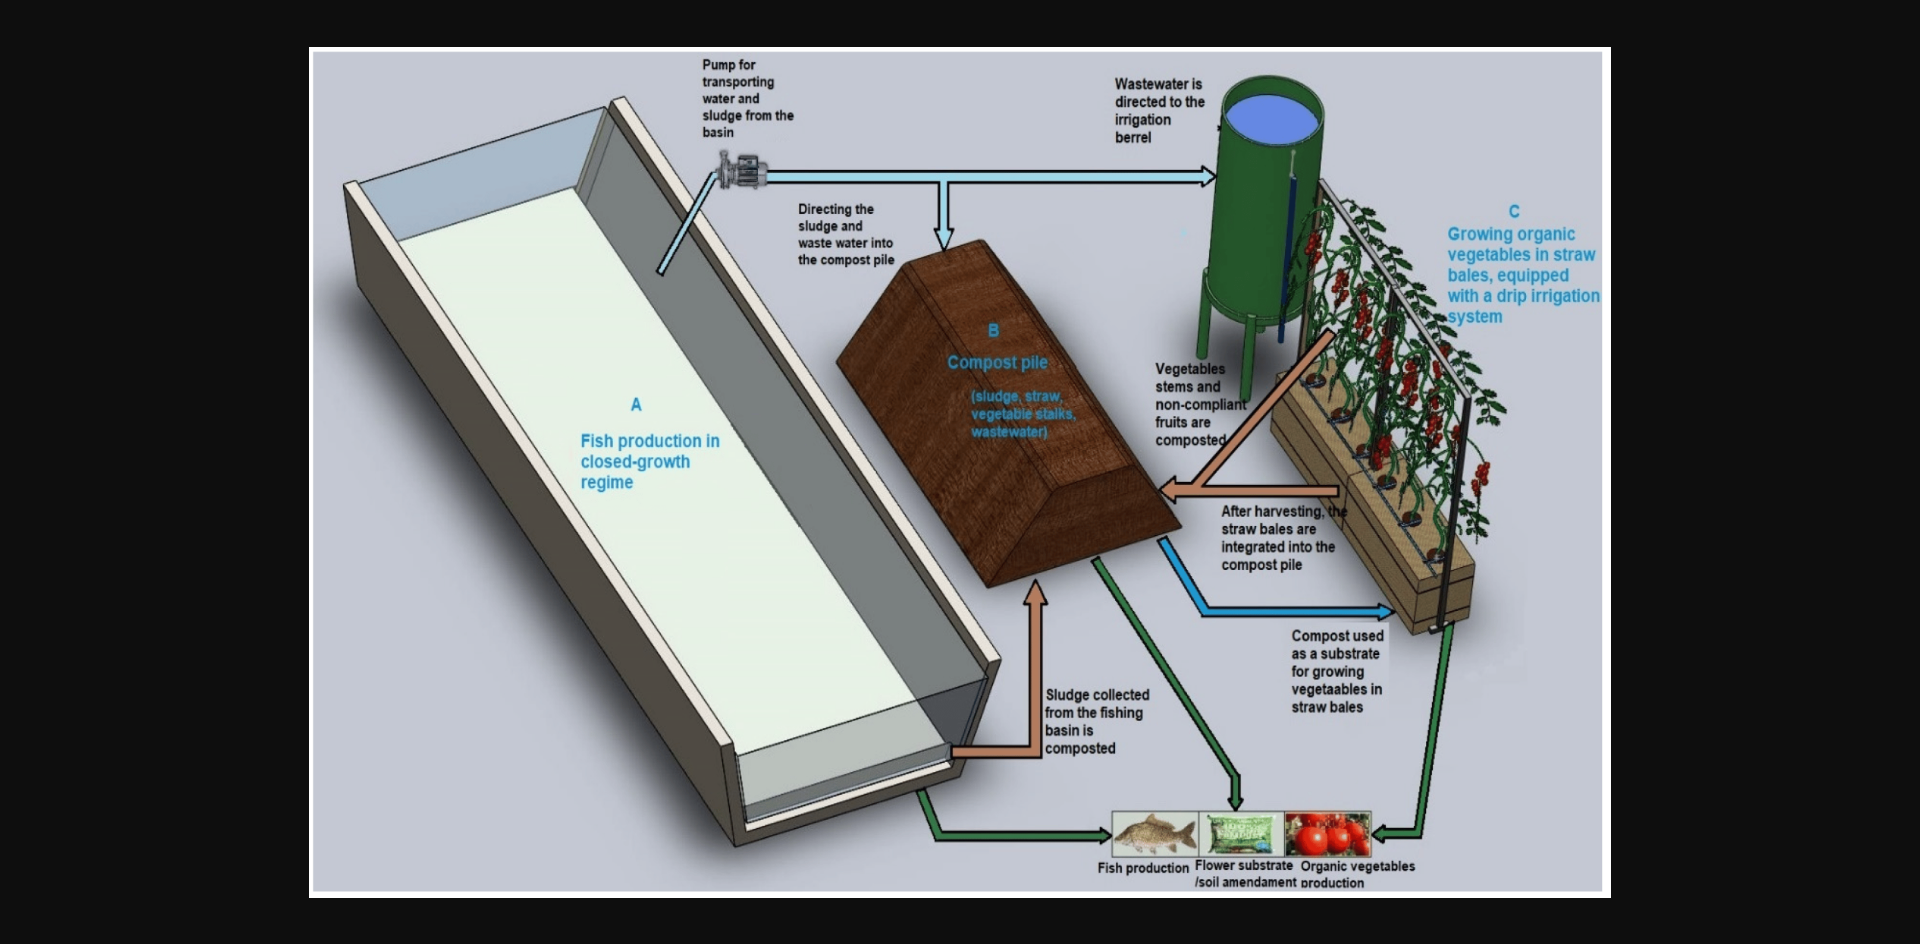 Pump for
transporting
water and
sludge from the
basin
Wastewater is
directed to the
irrigation
berrel
Directing the
sludge and
waste water into
the compost pile
C
Growing organic
vegetables in straw
bales, equipped
with a drip irrigation
system
B
Compost pile
(sludge, straw,
vegetable stalks,
wastewater)
Vegetables
stems and
non-compliant
fruits are
composted
A
Fish production in
closed-growth
regime
After harvesting, the
straw bales are
integrated into the
compost pile
Compost used
as a substrate
for growing
vegetaables in
straw bales
Sludge collected
from the fishing
basin is
composted
Fish production
Flower substrate
/soil amendament
Organic vegetables
production